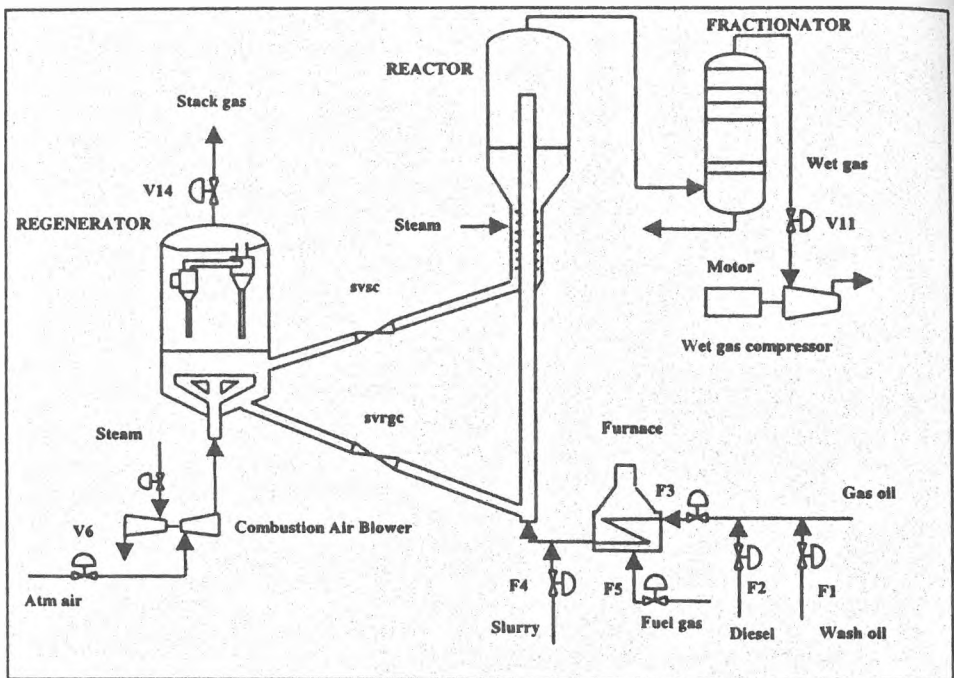 FRACTIONATOR
REACTOR
Stack gas
Wet gas
V14
REGENERATOR
Steam
V11
Motor
svsc
Wet gas compressor
svrgc
Furnace
Steam
F3
Gas oil
V6
Combustion Air Blower
F4
F5
F2
F1
Atm air
Slurry
Fuel gas
Diesel
Wash oil